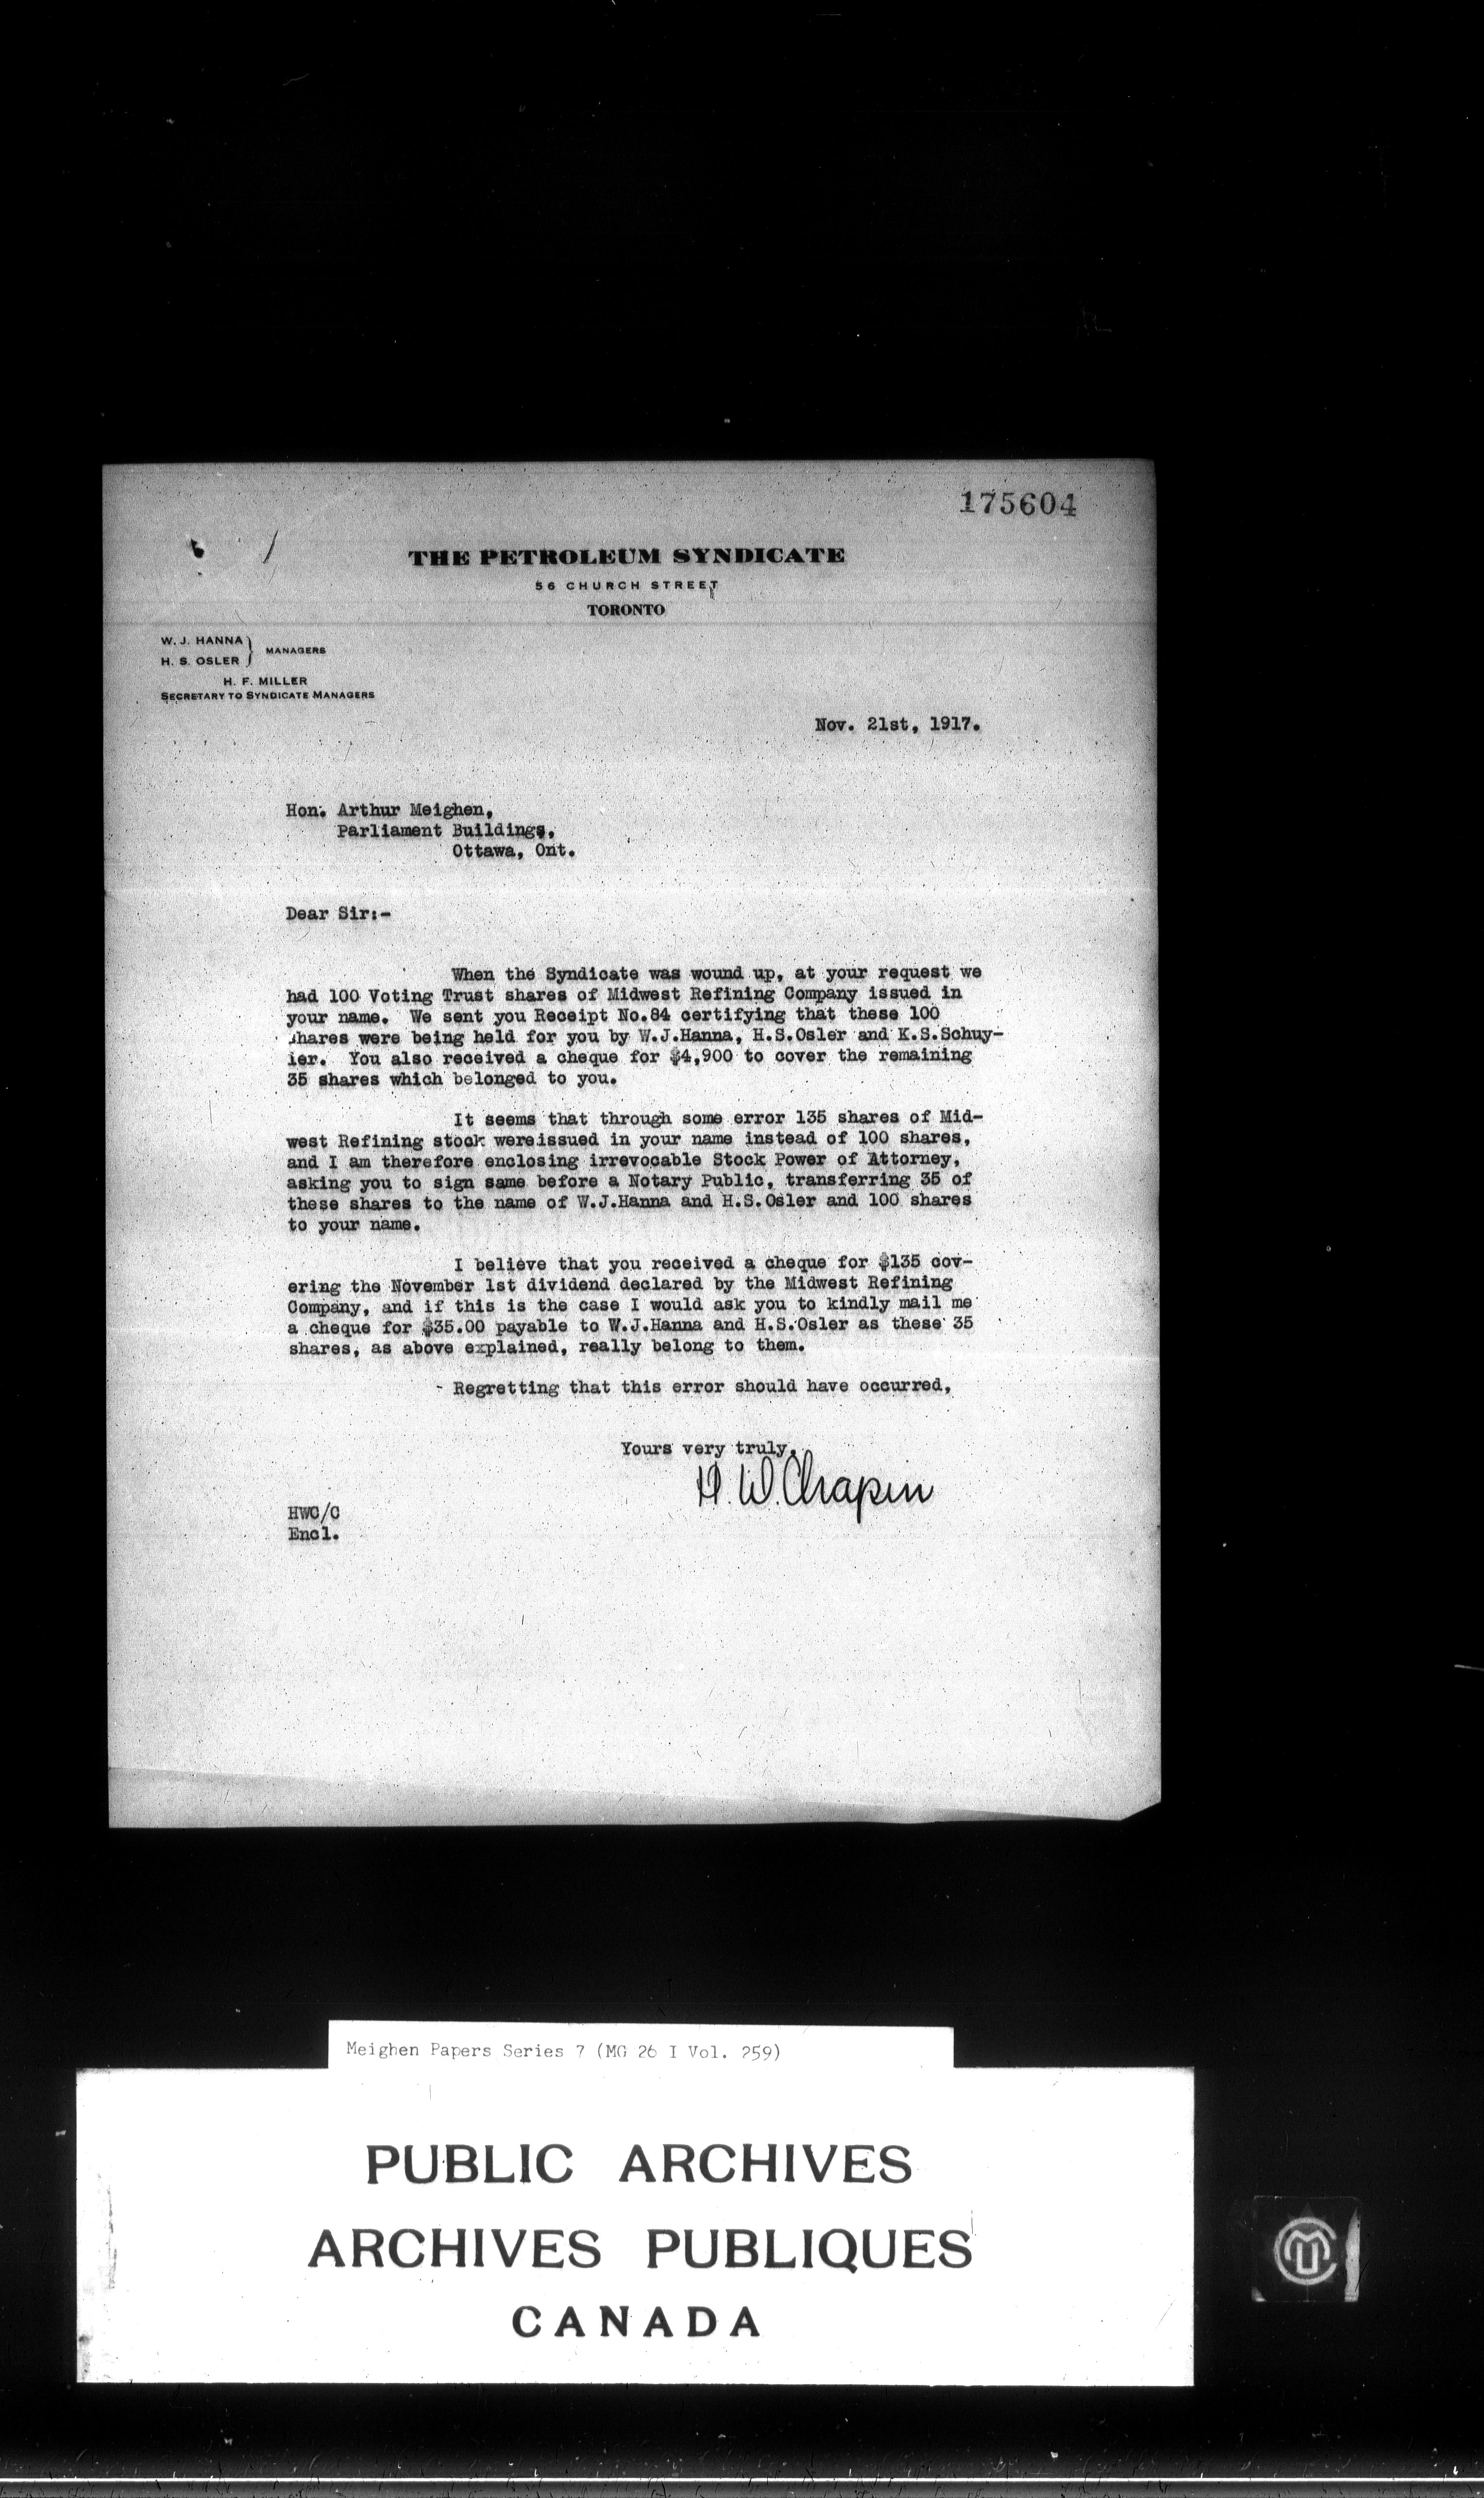 175604
THE PETROLEUM SYNDICATE
56 CHURCH STREET
TORONTO
W. J. HANNA
H. S. OSLER
MANAGERS
H. F. MILLER
SECRETARY TO SYNDICATE MANAGERS
Nov. 21st, 1917.
Hon. Arthur Meighen,
Parliament Buildings,
Ottawa, Ont.
Dear Sir:-
When the Syndicate was wound up, at your request we
had 100 Voting Trust shares of Midwest Refining Company issued in
your name. We sent you Receipt No.84 certifying that these 100
shares were being held for you by W.J.Hanna, H.S.Osler and K.S.Schuy-
ler. You also received a cheque for $4,900 to cover the remaining
35 shares which belonged to you.
It seems that through some error 135 shares of Mid-
west Refining stock wereissued in your name instead of 100 shares,
and I am therefore enclosing irrevocable Stock Power of Attorney,
asking you to sign same before a Notary Public, transferring 35 of
these shares to the name of W.J.Hanna and H.S.Osler and 100 shares
to your name.
I believe that you received a cheque for $135 cov-
ering the November 1st dividend declared by the Midwest Refining
Company, and if this is the case I would ask you to kindly mail me
a cheque for $35.00 payable to W.J.Hanna and H.S.Osler as these 35
shares, as above explained, really belong to them.
- Regretting that this error should have occurred,
Yours very truly,
H. W. Chapin
HWC/C
Encl.
Meighen Papers Series 7 (MG 26 I Vol. 259)
PUBLIC ARCHIVES
ARCHIVES PUBLIQUES
CANADA